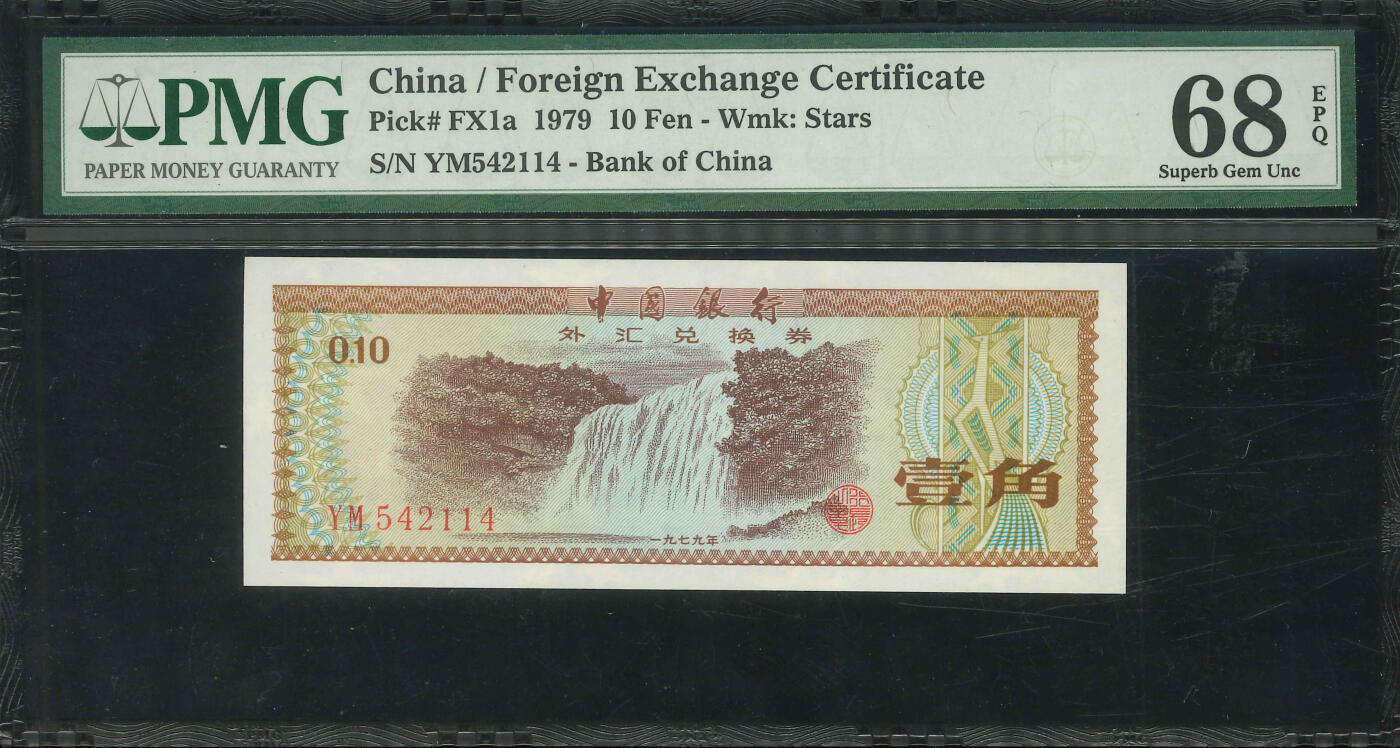 PMG
PAPER MONEY GUARANTY
China / Foreign Exchange Certificate
Pick# FX1a 1979 10 Fen - Wmk: Stars
S/N YM542114 - Bank of China
68
EPQ
Superb Gem Unc
中國銀行
外汇兑换券
0.10
壹角
YM 542114
一九七九年